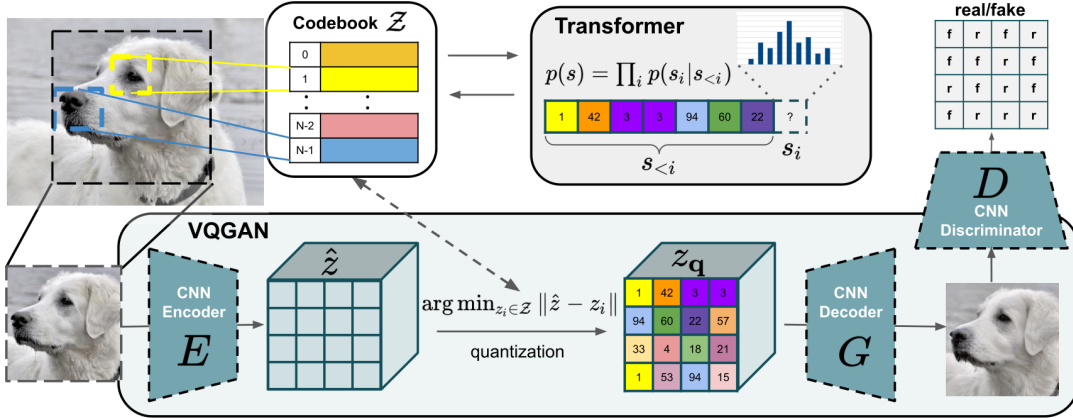 Codebook 𝒵
0
1
: :
N-2
N-1
Transformer
p(s) = ∏ᵢ p(sᵢ|s<ᵢ)
1 42 3 3 94 60 22 ?
s<ᵢ sᵢ
real/fake
f r f r
f f r f
r f r f
f r r r
D
CNN
Discriminator
VQGAN
CNN
Encoder
E
ẑ
arg min_{zᵢ∈𝒵} ‖ẑ − zᵢ‖
quantization
z_𝐪
1 42 3 3
94 60 22 57
33 4 18 21
1 53 94 15
CNN
Decoder
G